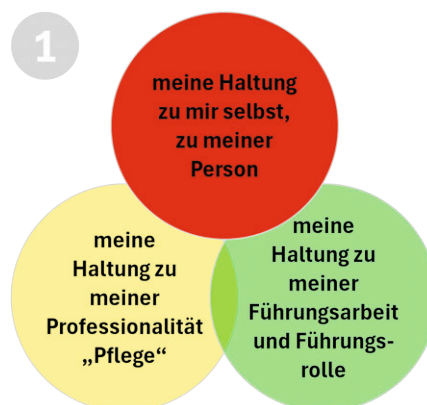 1
meine Haltung
zu mir selbst,
zu meiner
Person
meine
Haltung zu
meiner
Professionalität
„Pflege“
meine
Haltung zu
meiner
Führungsarbeit
und Führungs-
rolle